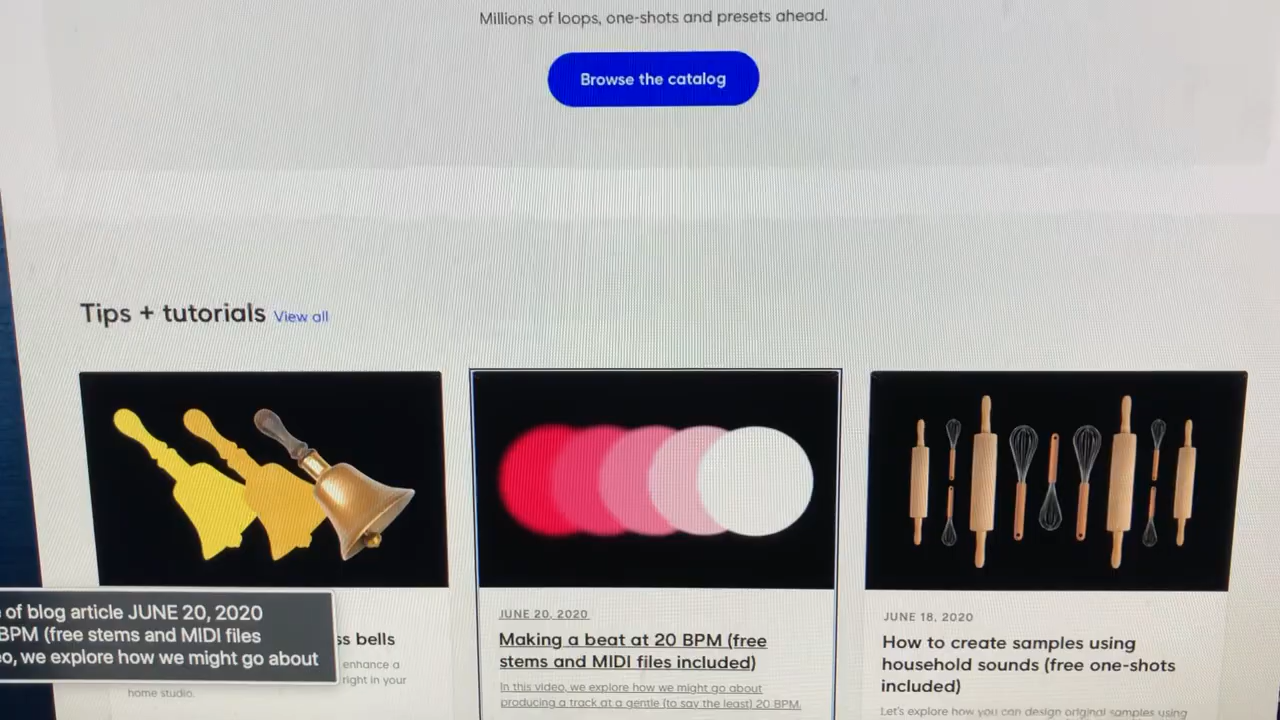 Millions of loops, one-shots and presets ahead.
Browse the catalog
Tips + tutorials View all
of blog article JUNE 20, 2020
BPM (free stems and MIDI files
o, we explore how we might go about
ss bells
enhance a
right in your
home studio.
JUNE 20, 2020
Making a beat at 20 BPM (free
stems and MIDI files included)
In this video, we explore how we might go about
producing a track at a gentle (to say the least) 20 BPM.
JUNE 18, 2020
How to create samples using
household sounds (free one-shots
included)
Let's explore how you can design original samples using